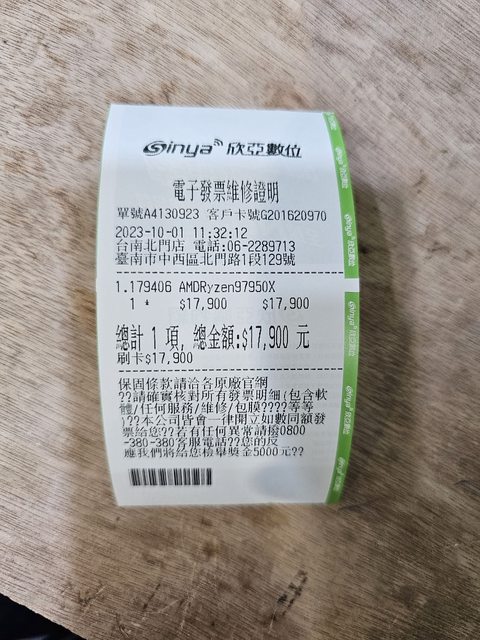 Sinya 欣亞數位
電子發票維修證明
單號A4130923 客戶卡號G201620970
2023-10-01 11:32:12
台南北門店 電話:06-2289713
臺南市中西區北門路1段129號
1.179406 AMDRyzen97950X
1 * $17,900 $17,900
總計 1 項, 總金額:$17,900 元
刷卡$17,900
保固條款請洽各原廠官網
??請確實核對所有發票明細(包含軟
體/任何服務/維修/包膜????等等
)??本公司皆會一律開立如數同額發
票給您??若有任何異常請撥0800
-380-380客服電話??您的反
應我們將給您檢舉獎金5000元??